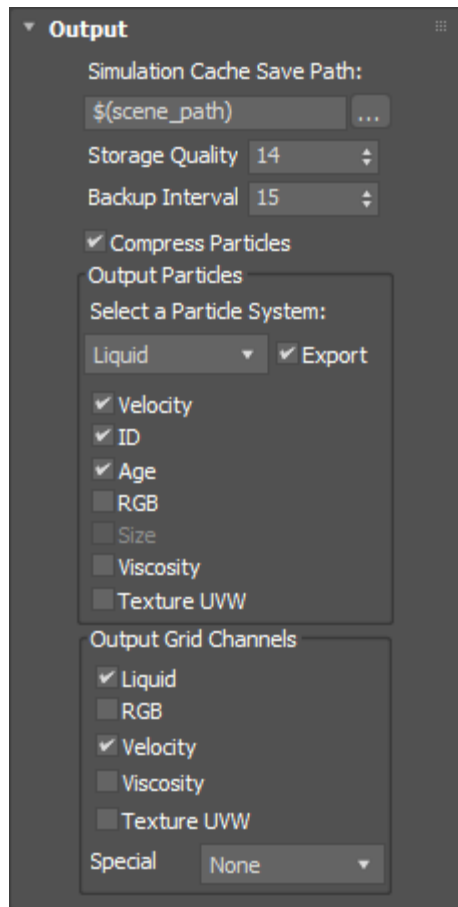 Output
Simulation Cache Save Path:
$(scene_path) ...
Storage Quality 14
Backup Interval 15
Compress Particles
Output Particles
Select a Particle System:
Liquid Export
Velocity
ID
Age
RGB
Size
Viscosity
Texture UVW
Output Grid Channels
Liquid
RGB
Velocity
Viscosity
Texture UVW
Special None